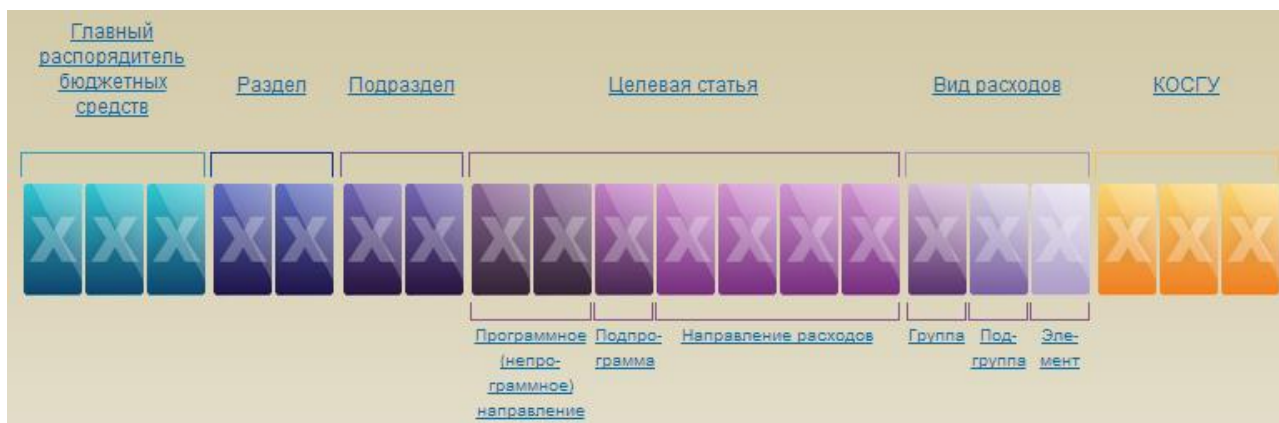 Главный
распорядитель
бюджетных
средств
Раздел
Подраздел
Целевая статья
Вид расходов
КОСГУ
X X X X X X X X X X X X X X X X X X X X
Программное
(непро-
граммное)
направление
Подпро-
грамма
Направление расходов
Группа
Под-
группа
Эле-
мент